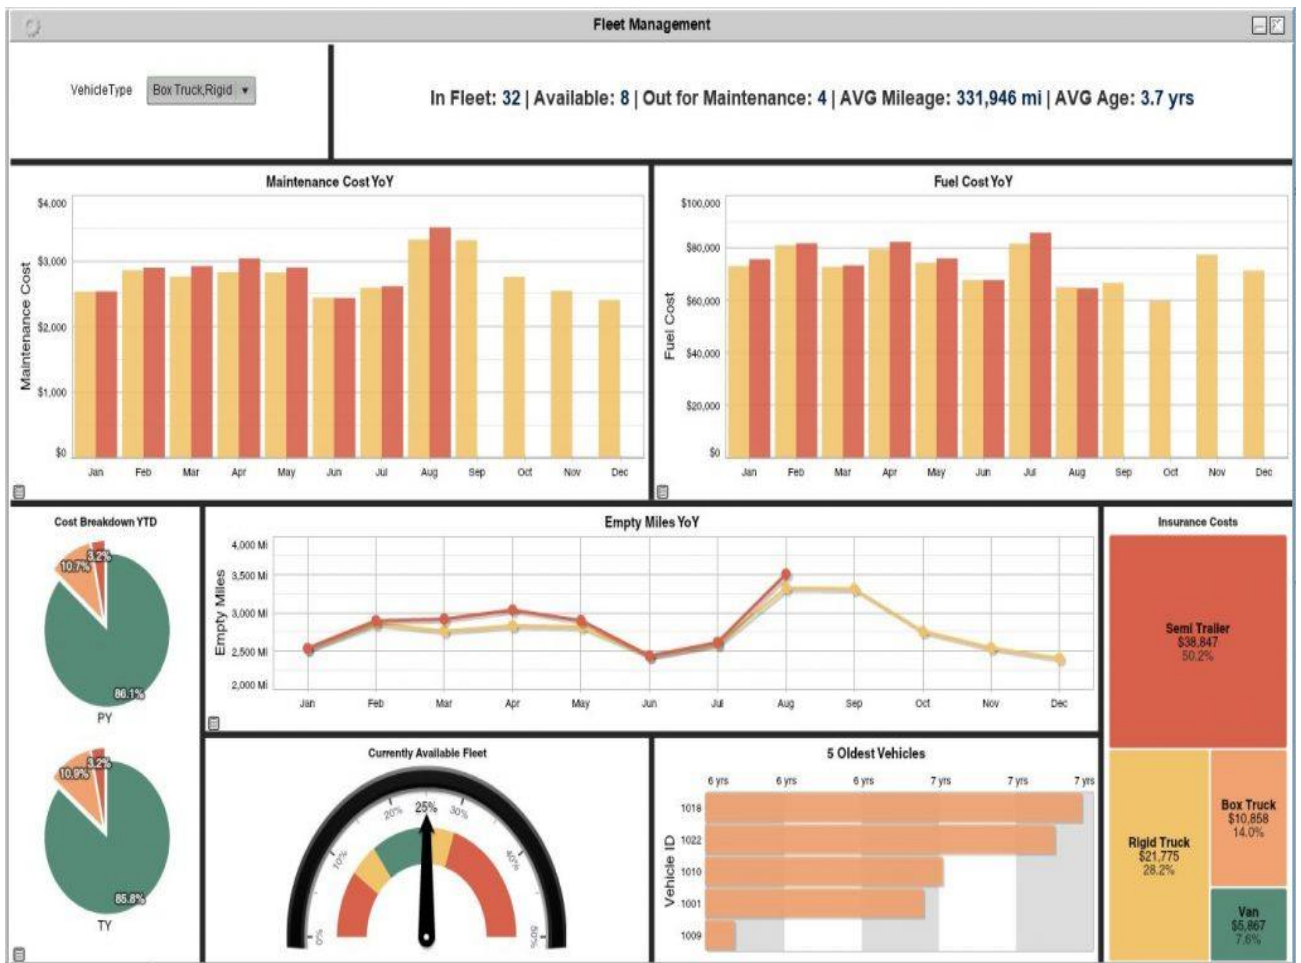 Fleet Management
VehicleType
Box Truck,Rigid
In Fleet: 32 | Available: 8 | Out for Maintenance: 4 | AVG Mileage: 331,946 mi | AVG Age: 3.7 yrs
Maintenance Cost YoY
Maintenance Cost
$4,000
$3,000
$2,000
$1,000
$0
Jan Feb Mar Apr May Jun Jul Aug Sep Oct Nov Dec
Fuel Cost YoY
Fuel Cost
$100,000
$80,000
$60,000
$40,000
$20,000
$0
Jan Feb Mar Apr May Jun Jul Aug Sep Oct Nov Dec
Cost Breakdown YTD
3.2%
10.7%
86.1%
PY
3.2%
10.9%
85.8%
TY
Empty Miles YoY
Empty Miles
4,000 Mi
3,500 Mi
3,000 Mi
2,500 Mi
2,000 Mi
Jan Feb Mar Apr May Jun Jul Aug Sep Oct Nov Dec
Currently Available Fleet
0%
10%
20%
25%
30%
40%
50%
5 Oldest Vehicles
6 yrs 6 yrs 6 yrs 7 yrs 7 yrs 7 yrs
Vehicle ID
1018
1022
1010
1001
1009
Insurance Costs
Semi Trailer
$38,847
50.2%
Rigid Truck
$21,775
28.2%
Box Truck
$10,858
14.0%
Van
$5,867
7.6%